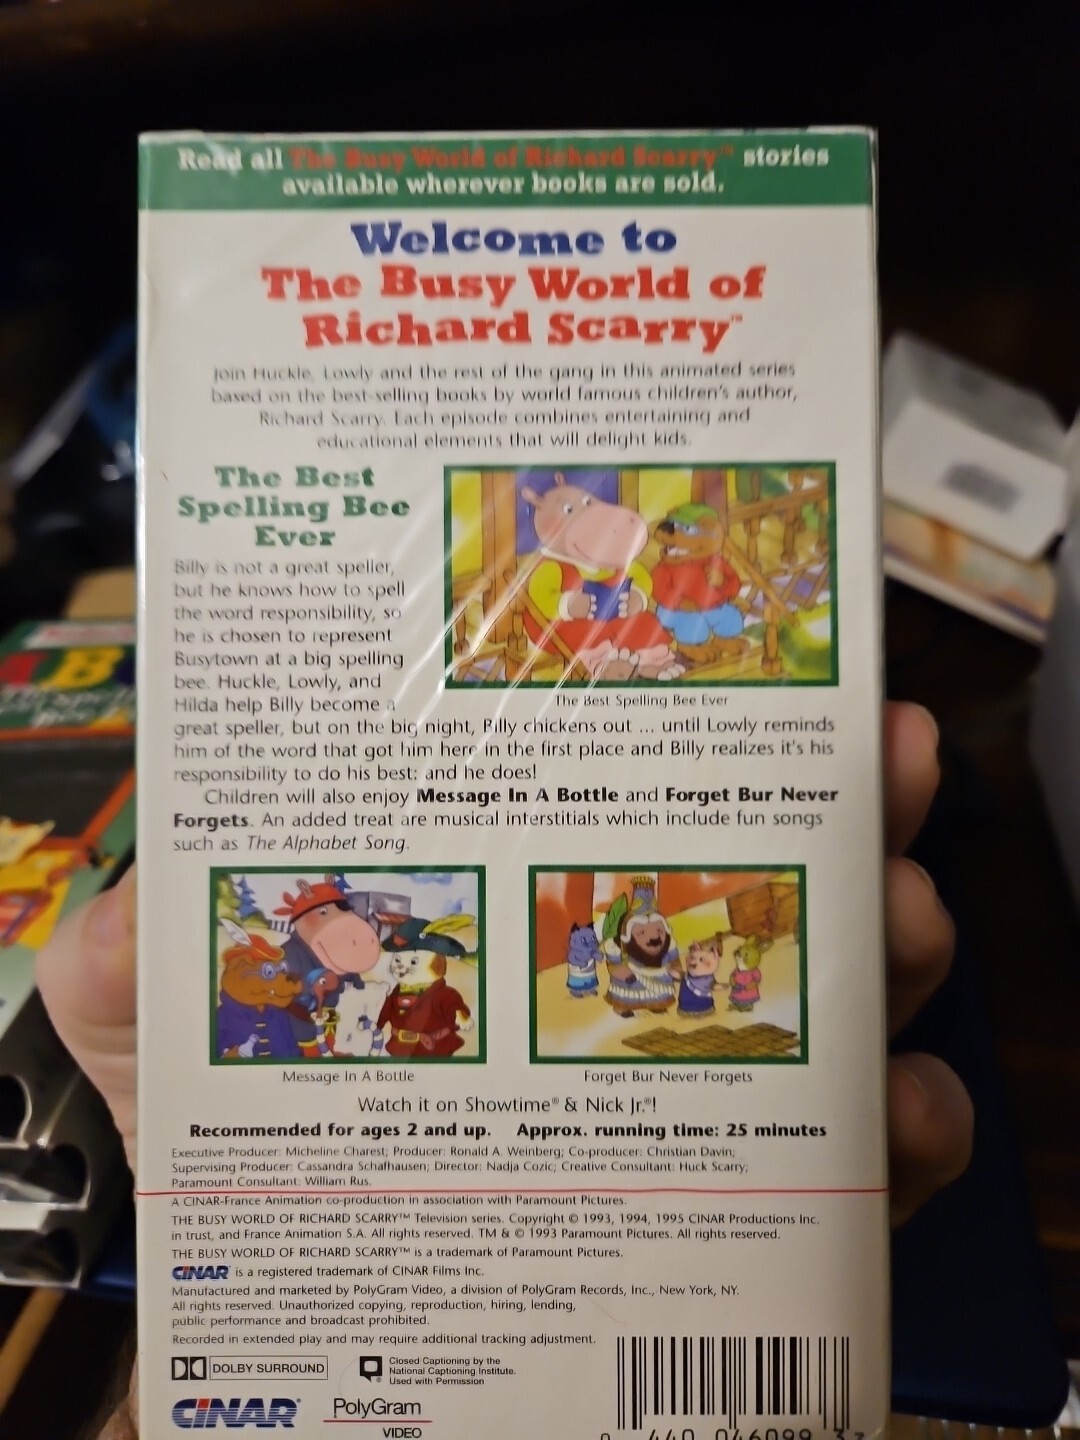 Read all The Busy World of Richard Scarry™ stories
available wherever books are sold.
Welcome to
The Busy World of
Richard Scarry™
Join Huckle, Lowly and the rest of the gang in this animated series
based on the best-selling books by world famous children's author,
Richard Scarry. Each episode combines entertaining and
educational elements that will delight kids.
The Best
Spelling Bee
Ever
Billy is not a great speller,
but he knows how to spell
the word responsibility, so
he is chosen to represent
Busytown at a big spelling
bee. Huckle, Lowly, and
Hilda help Billy become a
great speller, but on the big night, Billy chickens out ... until Lowly reminds
him of the word that got him here in the first place and Billy realizes it's his
responsibility to do his best: and he does!
The Best Spelling Bee Ever
Children will also enjoy Message In A Bottle and Forget Bur Never
Forgets. An added treat are musical interstitials which include fun songs
such as The Alphabet Song.
Message In A Bottle
Forget Bur Never Forgets
Watch it on Showtime® & Nick Jr.®!
Recommended for ages 2 and up. Approx. running time: 25 minutes
Executive Producer: Micheline Charest; Producer: Ronald A. Weinberg; Co-producer: Christian Davin;
Supervising Producer: Cassandra Schafhausen; Director: Nadja Cozic; Creative Consultant: Huck Scarry;
Paramount Consultant: William Rus.
A CINAR-France Animation co-production in association with Paramount Pictures.
THE BUSY WORLD OF RICHARD SCARRY™ Television series. Copyright © 1993, 1994, 1995 CINAR Productions Inc.
in trust, and France Animation S.A. All rights reserved. TM & © 1993 Paramount Pictures. All rights reserved.
THE BUSY WORLD OF RICHARD SCARRY™ is a trademark of Paramount Pictures.
CINAR is a registered trademark of CINAR Films Inc.
Manufactured and marketed by PolyGram Video, a division of PolyGram Records, Inc., New York, NY.
All rights reserved. Unauthorized copying, reproduction, hiring, lending,
public performance and broadcast prohibited.
Recorded in extended play and may require additional tracking adjustment.
DOLBY SURROUND
Closed Captioning by the
National Captioning Institute.
Used with Permission
CINAR
PolyGram
VIDEO
0 440 046099 3